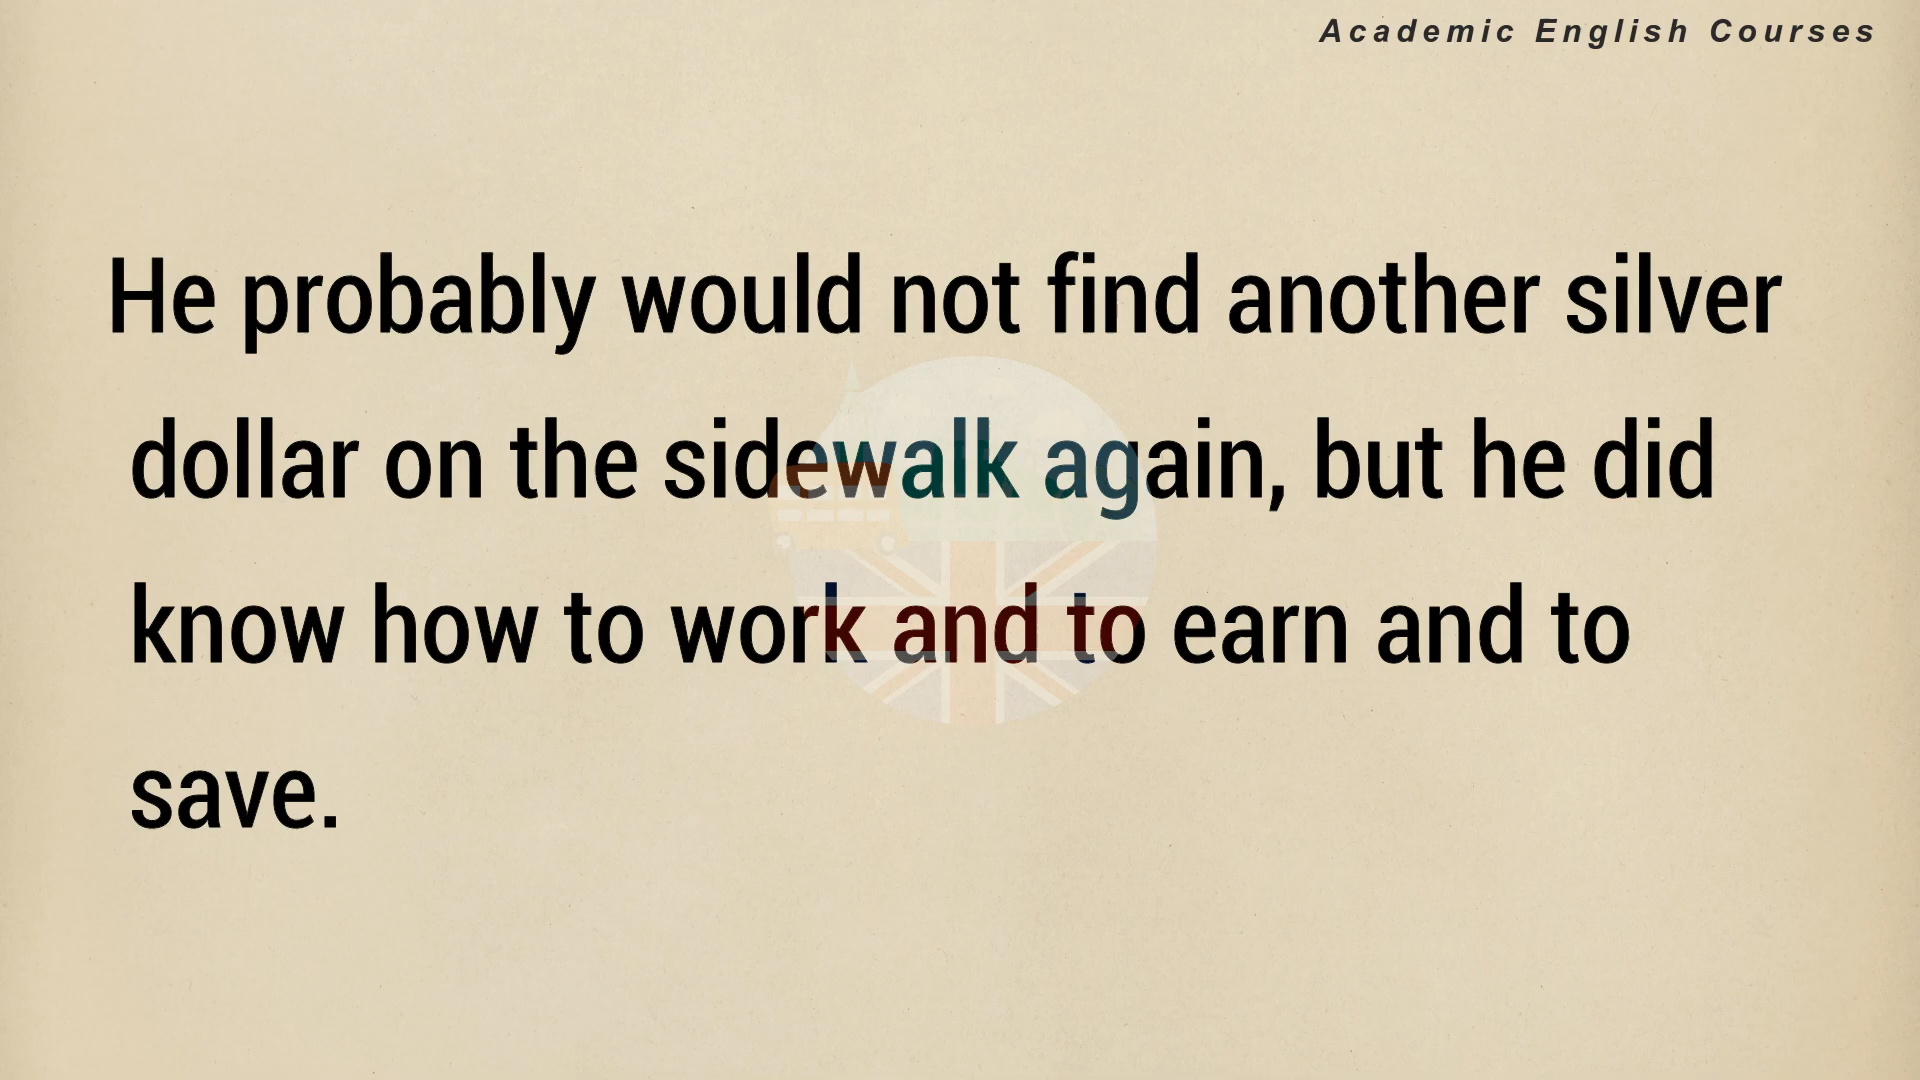 Academic English Courses
He probably would not find another silver
dollar on the sidewalk again, but he did
know how to work and to earn and to
save.